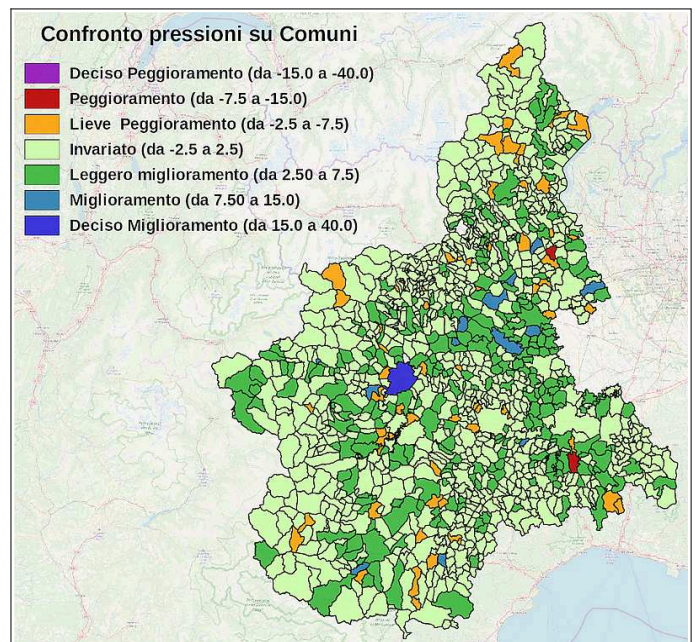 Confronto pressioni su Comuni
Deciso Peggioramento (da -15.0 a -40.0)
Peggioramento (da -7.5 a -15.0)
Lieve Peggioramento (da -2.5 a -7.5)
Invariato (da -2.5 a 2.5)
Leggero miglioramento (da 2.50 a 7.5)
Miglioramento (da 7.50 a 15.0)
Deciso Miglioramento (da 15.0 a 40.0)